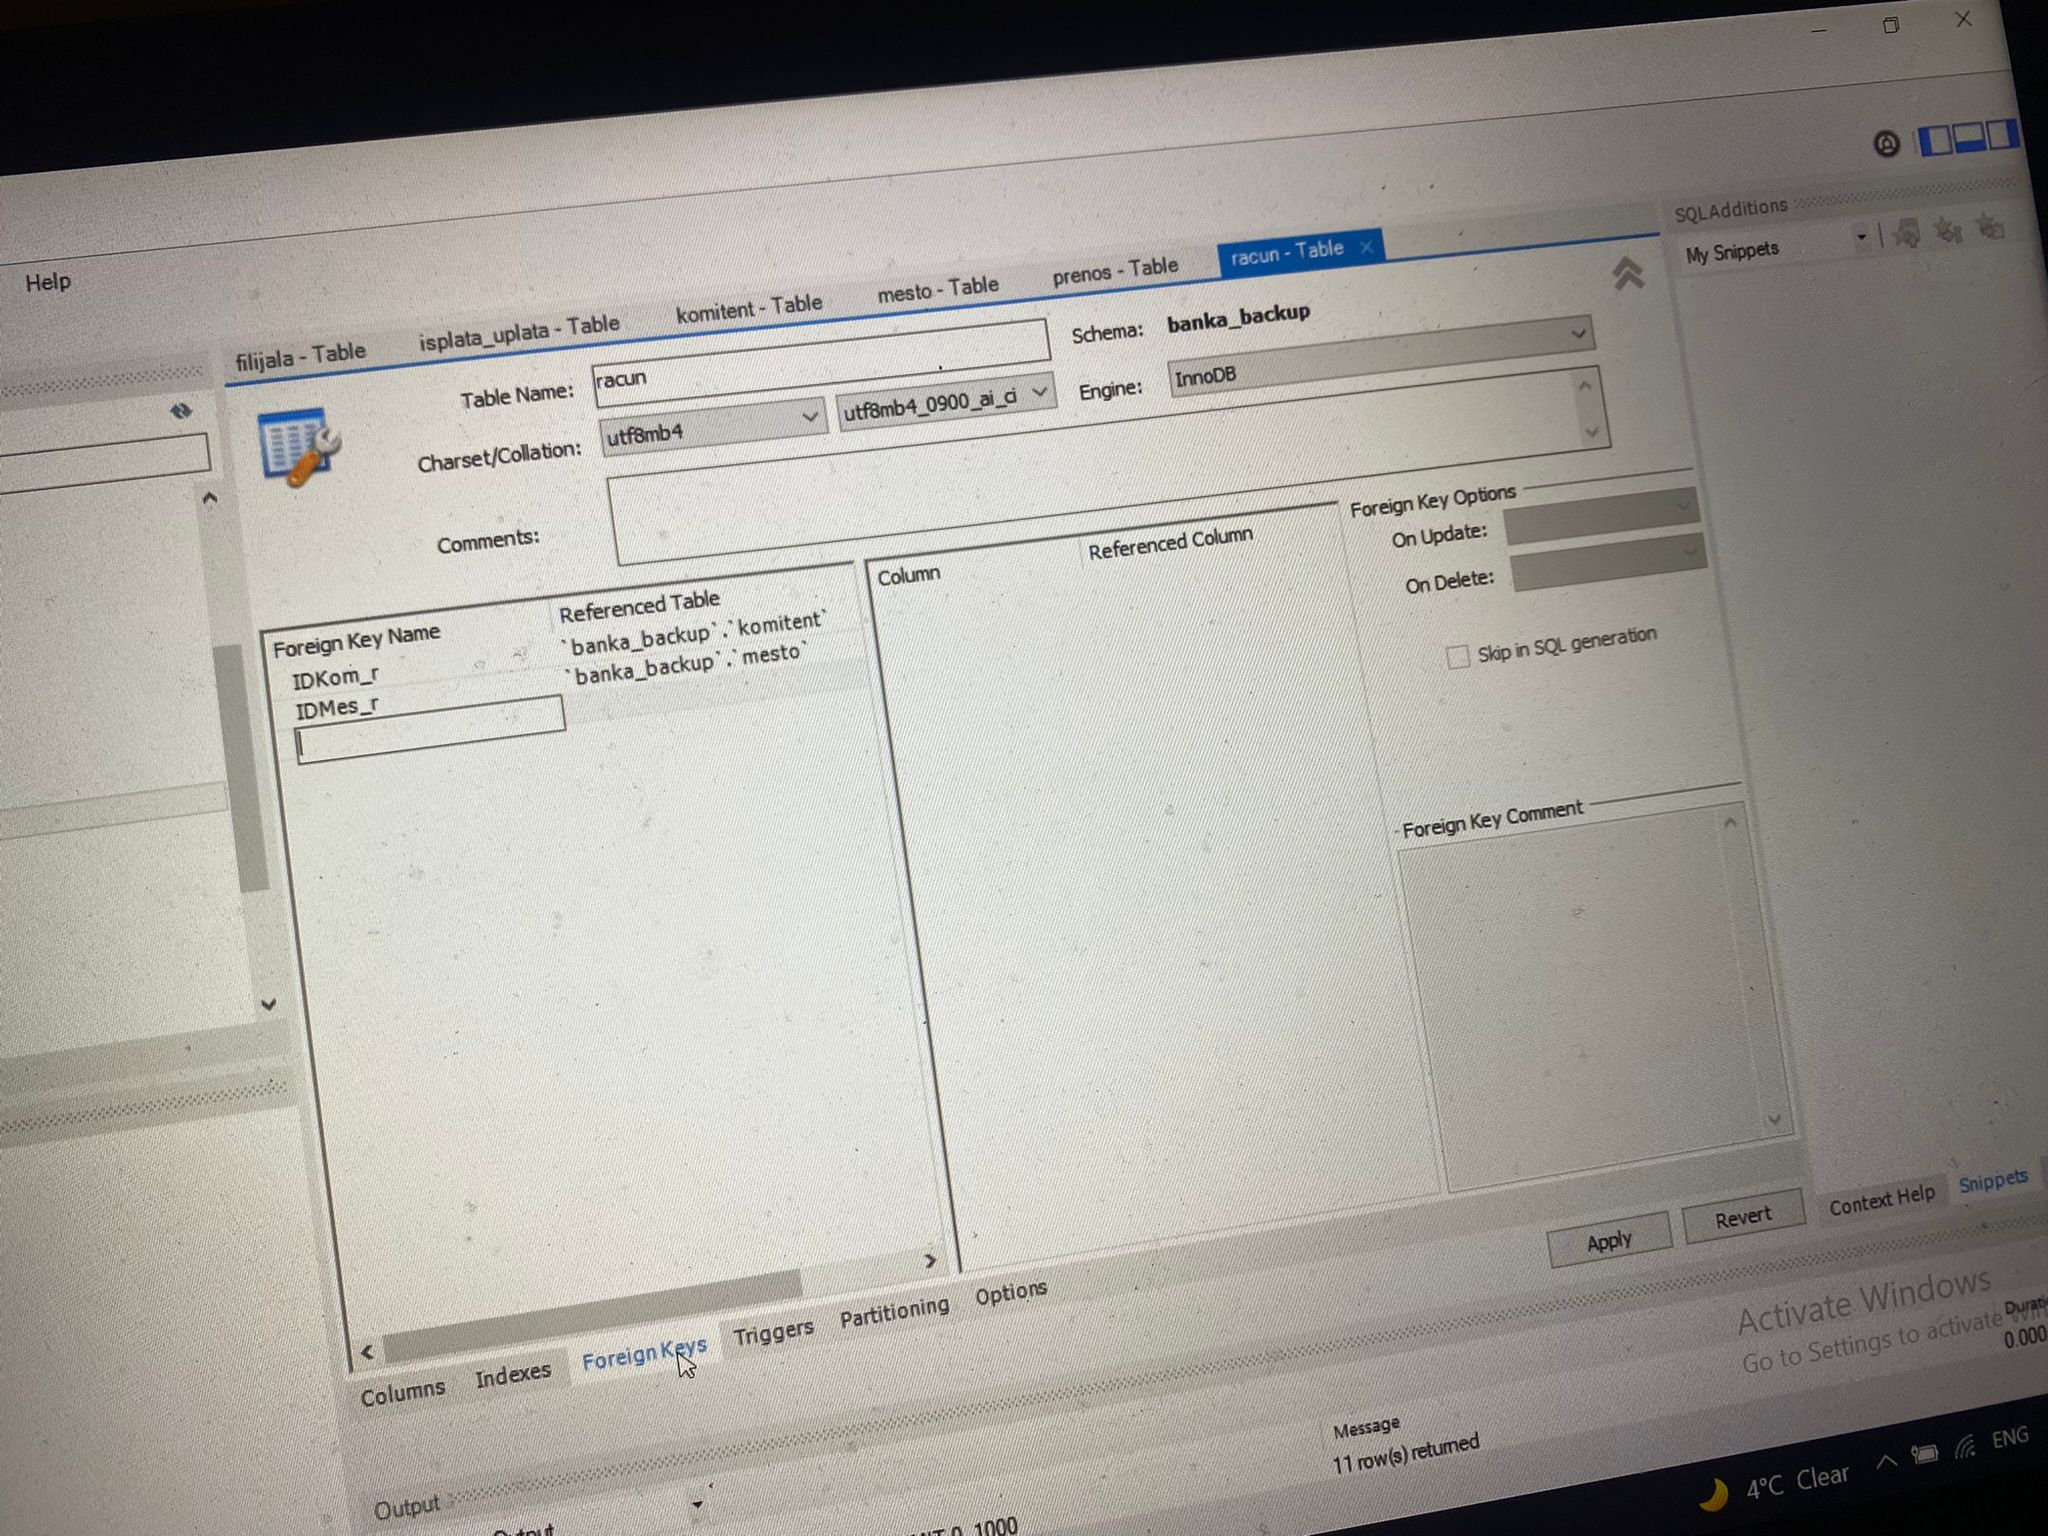 Help
SQLAdditions
My Snippets
filijala - Table
isplata_uplata - Table
komitent - Table
mesto - Table
prenos - Table
racun - Table
Table Name:
racun
Schema:
banka_backup
Charset/Collation:
utf8mb4
utf8mb4_0900_ai_ci
Engine:
InnoDB
Comments:
Foreign Key Name
Referenced Table
IDKom_r
`banka_backup`.`komitent`
IDMes_r
`banka_backup`.`mesto`
Column
Referenced Column
Foreign Key Options
On Update:
On Delete:
Skip in SQL generation
Foreign Key Comment
Columns
Indexes
Foreign Keys
Triggers
Partitioning
Options
Apply
Revert
Context Help
Snippets
Activate Windows
Go to Settings to activate
Output
Message
11 row(s) returned
0.000
0, 1000
4°C Clear
ENG